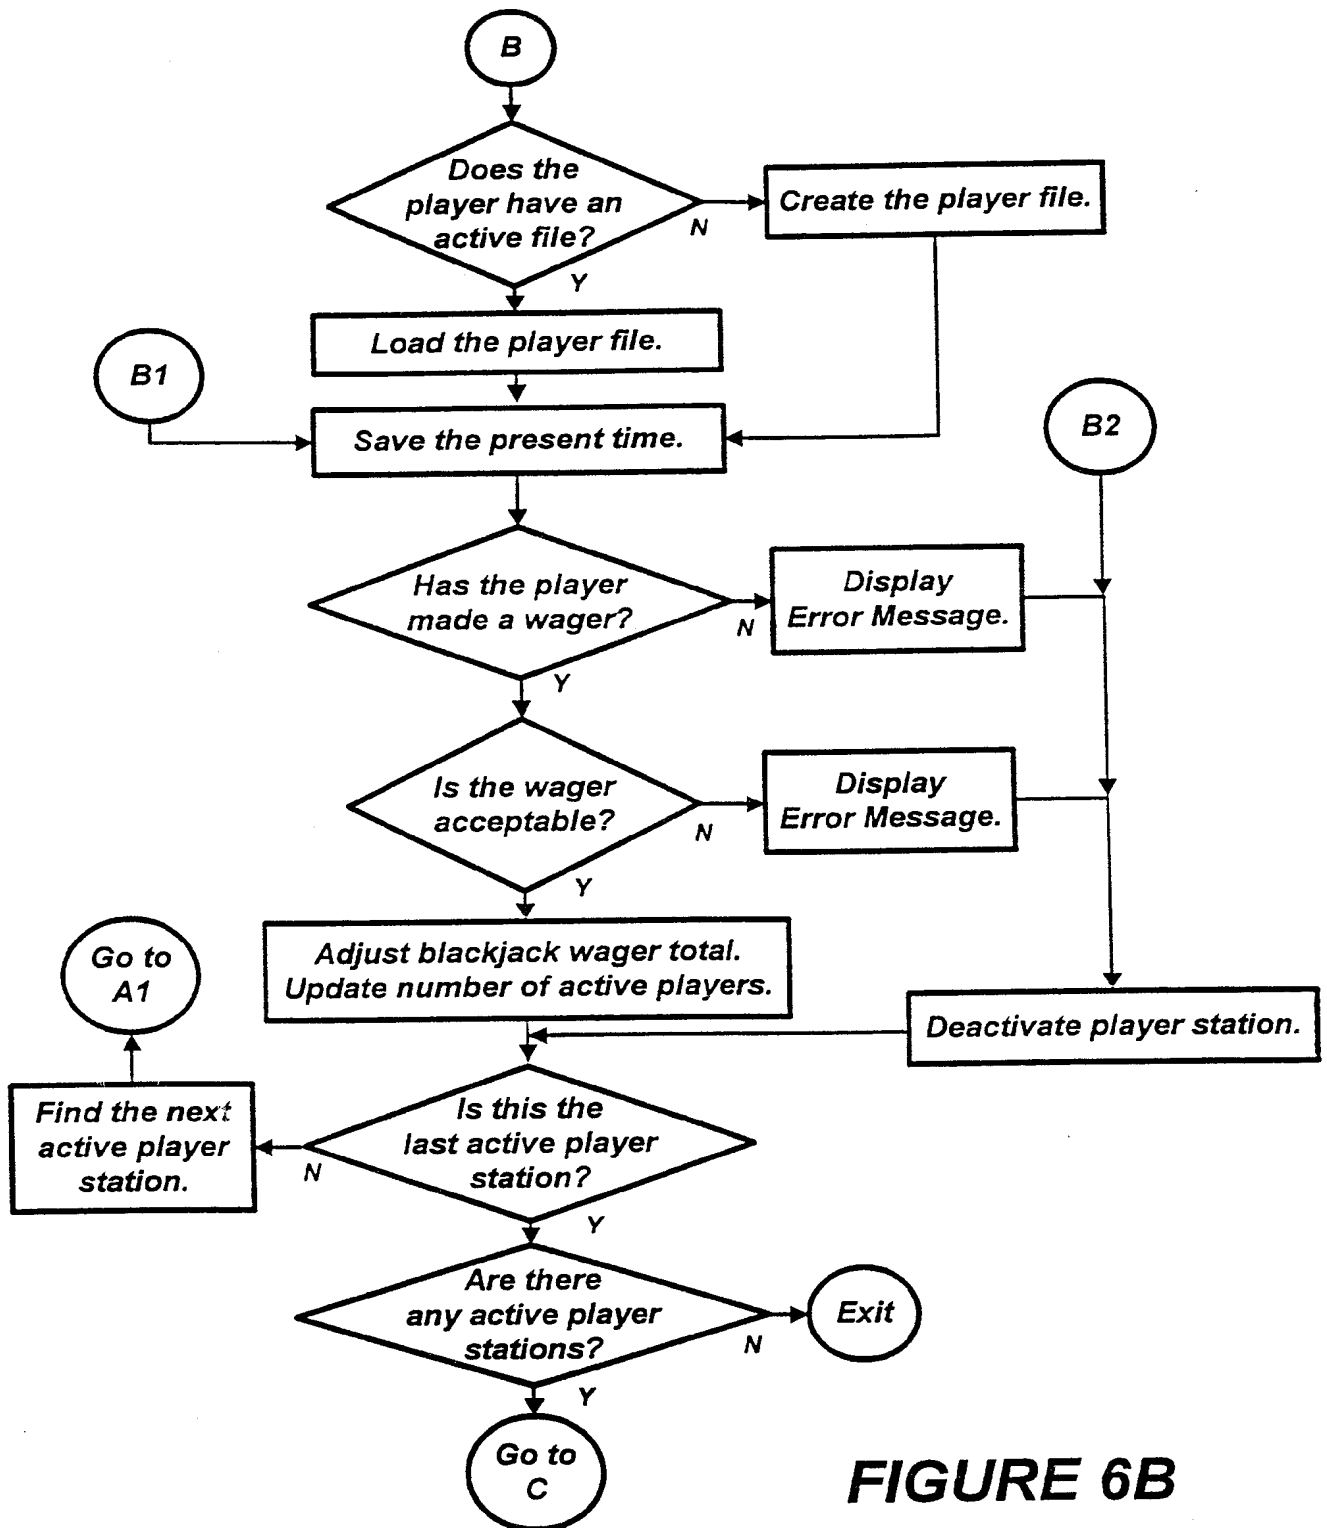 B
Does the
player have an
active file?
N
Create the player file.
Y
Load the player file.
B1
Save the present time.
B2
Has the player
made a wager?
N
Display
Error Message.
Y
Is the wager
acceptable?
N
Display
Error Message.
Y
Go to
A1
Adjust blackjack wager total.
Update number of active players.
Deactivate player station.
Find the next
active player
station.
N
Is this the
last active player
station?
Y
Are there
any active player
stations?
N
Exit
Y
Go to
C
FIGURE 6B